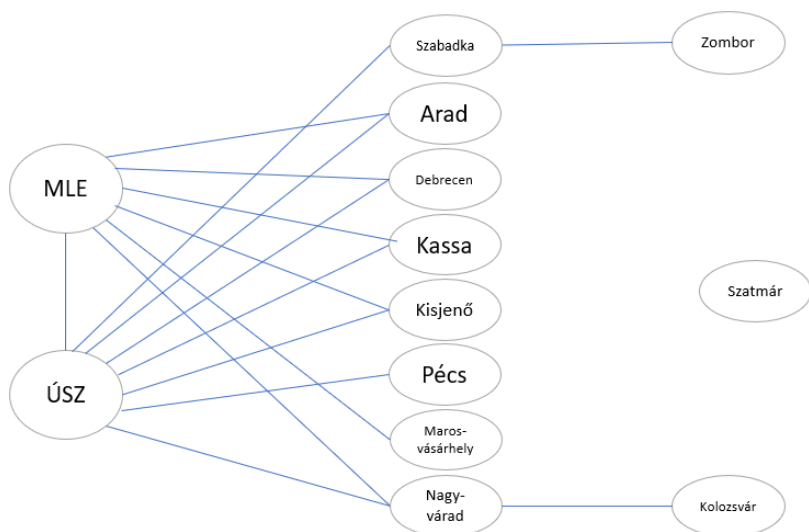 Szabadka
Zombor
Arad
MLE
Debrecen
Kassa
Szatmár
Kisjenő
ÚSZ
Pécs
Maros-
vásárhely
Nagy-
várad
Kolozsvár